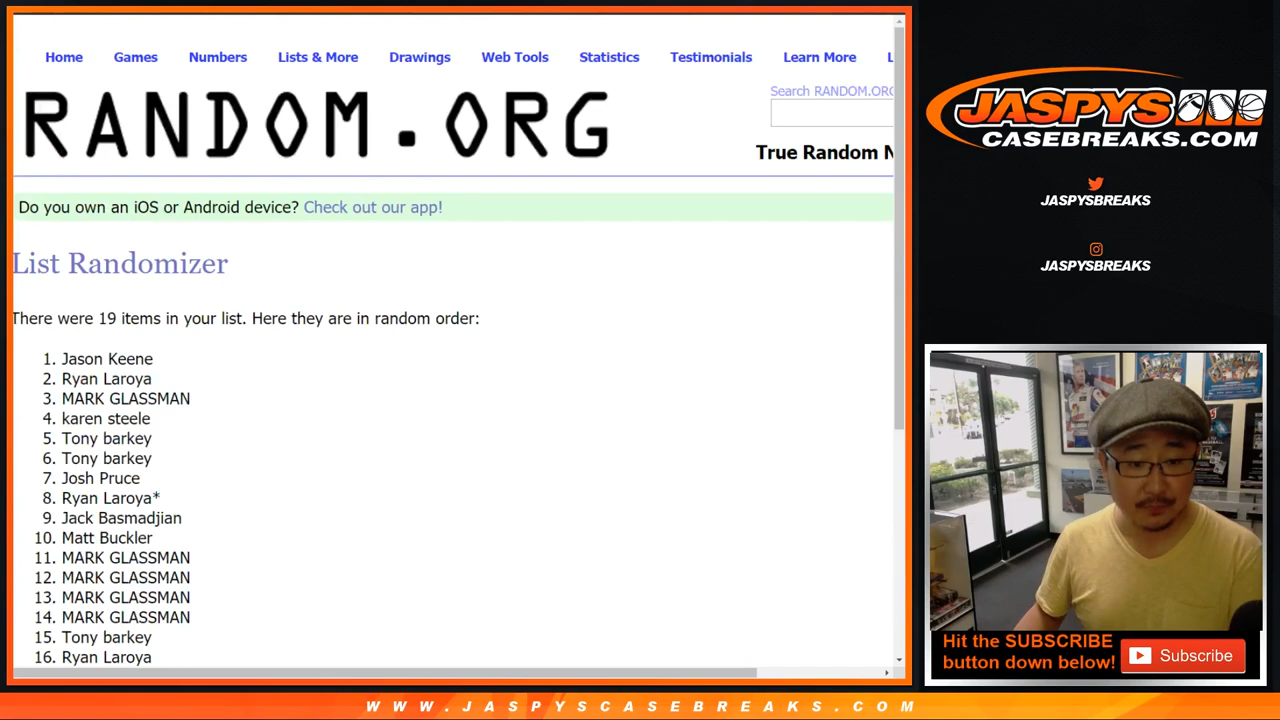 Home Games Numbers Lists & More Drawings Web Tools Statistics Testimonials Learn More L
Search RANDOM.ORG
RANDOM.ORG
True Random N
Do you own an iOS or Android device? Check out our app!
List Randomizer
There were 19 items in your list. Here they are in random order:
1. Jason Keene
2. Ryan Laroya
3. MARK GLASSMAN
4. karen steele
5. Tony barkey
6. Tony barkey
7. Josh Pruce
8. Ryan Laroya*
9. Jack Basmadjian
10. Matt Buckler
11. MARK GLASSMAN
12. MARK GLASSMAN
13. MARK GLASSMAN
14. MARK GLASSMAN
15. Tony barkey
16. Ryan Laroya
JASPYS
CASEBREAKS.COM
JASPYSBREAKS
JASPYSBREAKS
Hit the SUBSCRIBE
button down below!
Subscribe
WWW.JASPYSCASEBREAKS.COM